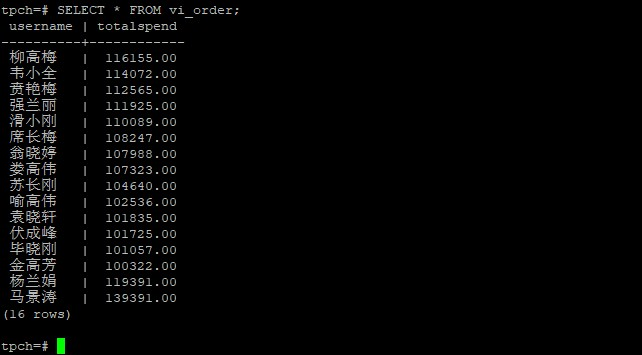 tpch=# SELECT * FROM vi_order;
 username | totalspend
----------+------------
 柳高梅   |  116155.00
 韦小全   |  114072.00
 贲艳梅   |  112565.00
 强兰丽   |  111925.00
 滑小刚   |  110089.00
 席长梅   |  108247.00
 翁晓婷   |  107988.00
 娄高伟   |  107323.00
 苏长刚   |  104640.00
 喻高伟   |  102536.00
 袁晓轩   |  101835.00
 伏成峰   |  101725.00
 毕晓刚   |  101057.00
 金高芳   |  100322.00
 杨兰娟   |  119391.00
 马景涛   |  139391.00
(16 rows)
tpch=#